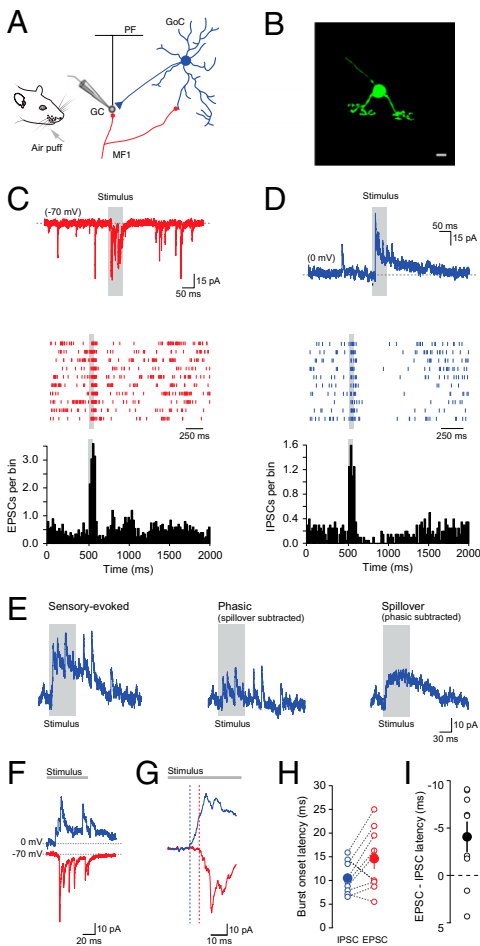 A
PF
GoC
GC
Air puff
MF1
B
C
Stimulus
(-70 mV)
15 pA
50 ms
250 ms
EPSCs per bin
3.0
2.0
1.0
0.0
0 500 1000 1500 2000
Time (ms)
D
Stimulus
50 ms
15 pA
(0 mV)
250 ms
IPSCs per bin
1.6
1.2
0.8
0.4
0.0
0 500 1000 1500 2000
Time (ms)
E
Sensory-evoked
Stimulus
Phasic
(spillover subtracted)
Stimulus
Spillover
(phasic subtracted)
Stimulus
10 pA
30 ms
F
Stimulus
0 mV
-70 mV
10 pA
20 ms
G
Stimulus
10 pA
10 ms
H
Burst onset latency (ms)
30
25
20
15
10
5
0
IPSC EPSC
I
EPSC - IPSC latency (ms)
-10
-5
0
5